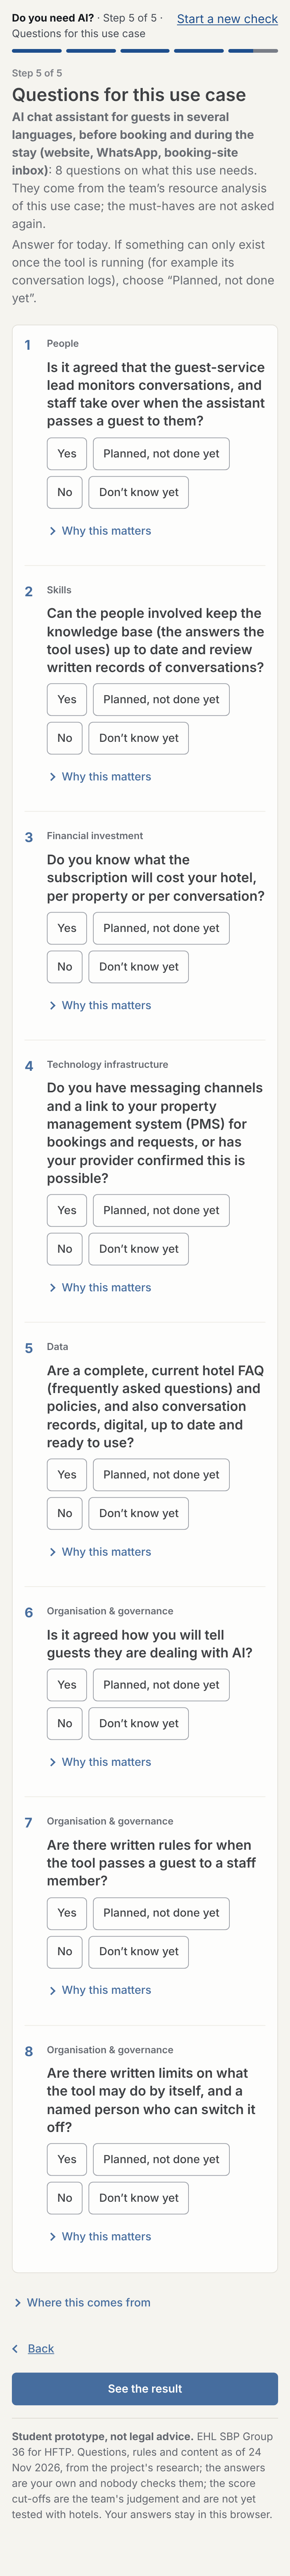 Do you need AI? · Step 5 of 5 ·
Questions for this use case
Start a new check
Step 5 of 5
Questions for this use case
AI chat assistant for guests in several
languages, before booking and during the
stay (website, WhatsApp, booking-site
inbox): 8 questions on what this use needs.
They come from the team’s resource analysis
of this use case; the must-haves are not asked
again.
Answer for today. If something can only exist
once the tool is running (for example its
conversation logs), choose “Planned, not done
yet”.
1
People
Is it agreed that the guest-service
lead monitors conversations, and
staff take over when the assistant
passes a guest to them?
Yes
Planned, not done yet
No
Don’t know yet
Why this matters
2
Skills
Can the people involved keep the
knowledge base (the answers the
tool uses) up to date and review
written records of conversations?
Yes
Planned, not done yet
No
Don’t know yet
Why this matters
3
Financial investment
Do you know what the
subscription will cost your hotel,
per property or per conversation?
Yes
Planned, not done yet
No
Don’t know yet
Why this matters
4
Technology infrastructure
Do you have messaging channels
and a link to your property
management system (PMS) for
bookings and requests, or has
your provider confirmed this is
possible?
Yes
Planned, not done yet
No
Don’t know yet
Why this matters
5
Data
Are a complete, current hotel FAQ
(frequently asked questions) and
policies, and also conversation
records, digital, up to date and
ready to use?
Yes
Planned, not done yet
No
Don’t know yet
Why this matters
6
Organisation & governance
Is it agreed how you will tell
guests they are dealing with AI?
Yes
Planned, not done yet
No
Don’t know yet
Why this matters
7
Organisation & governance
Are there written rules for when
the tool passes a guest to a staff
member?
Yes
Planned, not done yet
No
Don’t know yet
Why this matters
8
Organisation & governance
Are there written limits on what
the tool may do by itself, and a
named person who can switch it
off?
Yes
Planned, not done yet
No
Don’t know yet
Why this matters
Where this comes from
Back
See the result
Student prototype, not legal advice. EHL SBP Group
36 for HFTP. Questions, rules and content as of 24
Nov 2026, from the project's research; the answers
are your own and nobody checks them; the score
cut-offs are the team's judgement and are not yet
tested with hotels. Your answers stay in this browser.